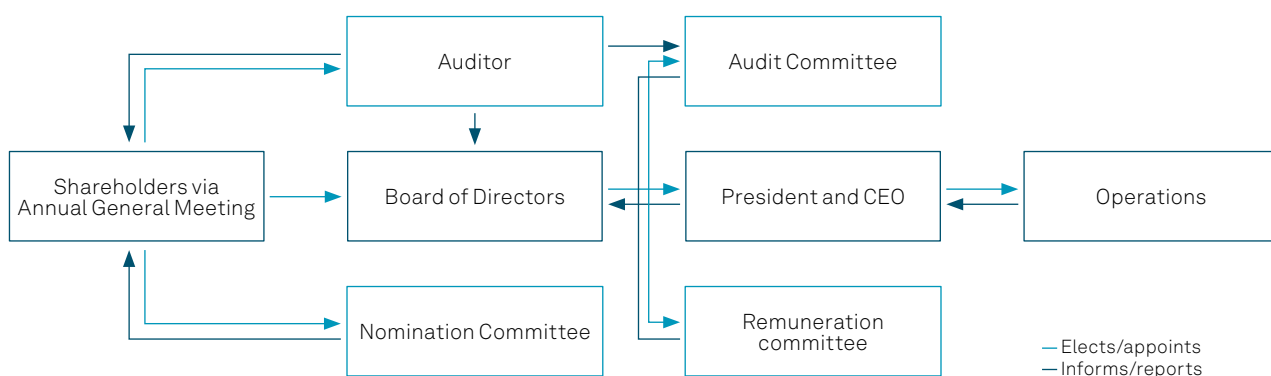 Auditor
Audit Committee
Shareholders via
Annual General Meeting
Board of Directors
President and CEO
Operations
Nomination Committee
Remuneration
committee
Elects/appoints
Informs/reports